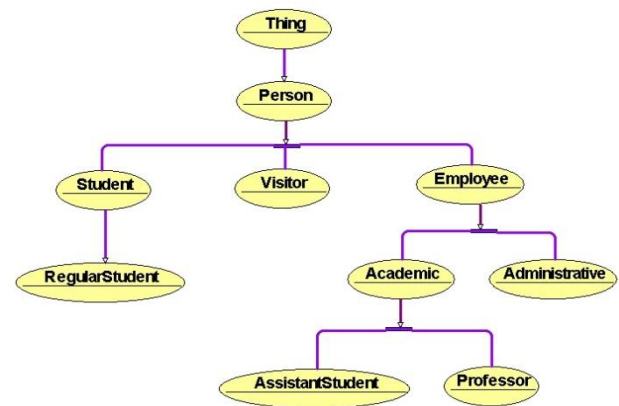 Thing
Person
Student
Visitor
Employee
RegularStudent
Academic
Administrative
AssistantStudent
Professor